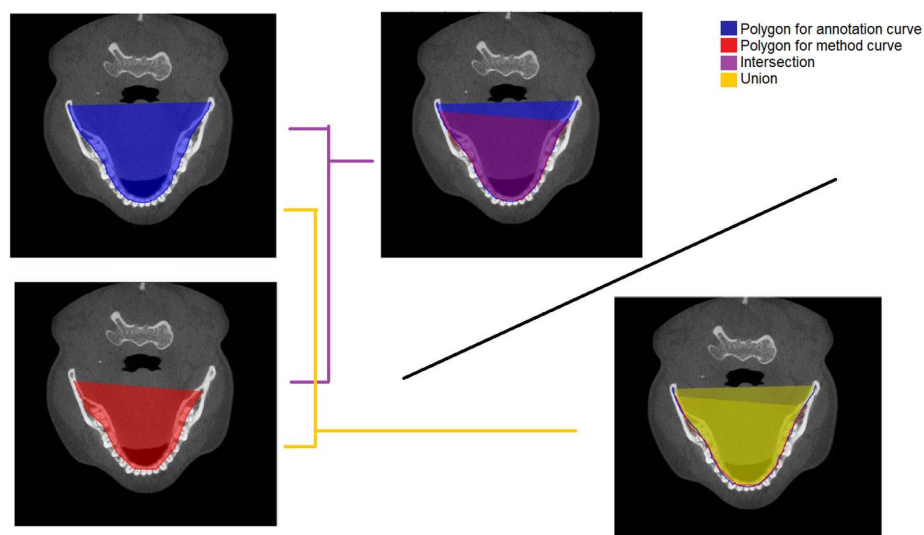 Polygon for annotation curve
Polygon for method curve
Intersection
Union